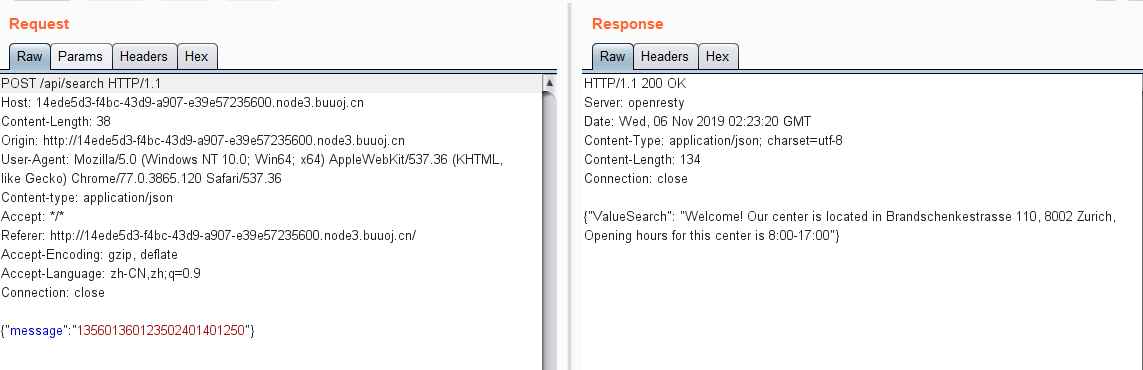 Request
Raw Params Headers Hex
POST /api/search HTTP/1.1
Host: 14ede5d3-f4bc-43d9-a907-e39e57235600.node3.buuoj.cn
Content-Length: 38
Origin: http://14ede5d3-f4bc-43d9-a907-e39e57235600.node3.buuoj.cn
User-Agent: Mozilla/5.0 (Windows NT 10.0; Win64; x64) AppleWebKit/537.36 (KHTML,
like Gecko) Chrome/77.0.3865.120 Safari/537.36
Content-type: application/json
Accept: */*
Referer: http://14ede5d3-f4bc-43d9-a907-e39e57235600.node3.buuoj.cn/
Accept-Encoding: gzip, deflate
Accept-Language: zh-CN,zh;q=0.9
Connection: close
{"message":"135601360123502401401250"}
Response
Raw Headers Hex
HTTP/1.1 200 OK
Server: openresty
Date: Wed, 06 Nov 2019 02:23:20 GMT
Content-Type: application/json; charset=utf-8
Content-Length: 134
Connection: close
{"ValueSearch": "Welcome! Our center is located in Brandschenkestrasse 110, 8002 Zurich,
Opening hours for this center is 8:00-17:00"}